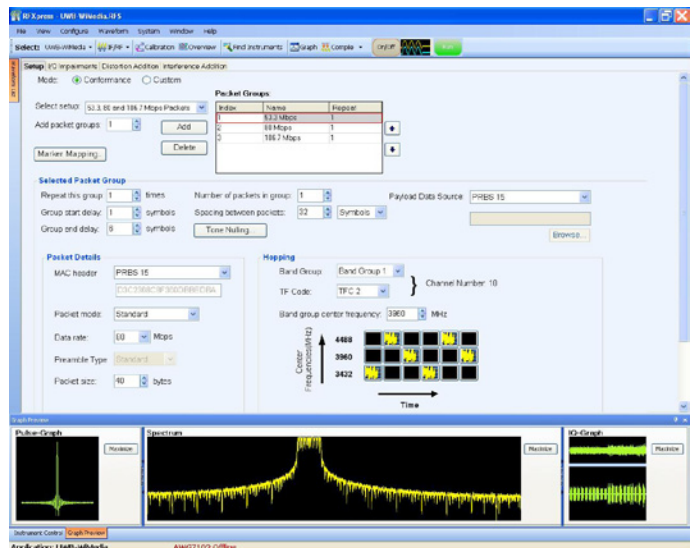 RFXpress - UWB-WiMedia.RFS
File View Configure Waveform System Window Help
Select: UWB-WiMedia IF/RF Calibration Overview Find Instruments Graph Compile On/Off
Setup I/Q Impairments Distortion Addition Interference Addition
Mode: Conformance Custom
Packet Groups:
Select setup: 53.3, 80 and 106.7 Mbps Packets
Index Name Repeat
1 53.3 Mbps 1
2 80 Mbps 1
3 106.7 Mbps 1
Add packet groups: 1 Add
Delete
Marker Mapping...
Selected Packet Group
Repeat this group: 1 times Number of packets in group: 1 Payload Data Source: PRBS 15
Group start delay: 1 symbols Spacing between packets: 32 Symbols
Group end delay: 6 symbols Tone Nulling... Browse...
Packet Details Hopping
MAC header PRBS 15 Band Group: Band Group 1
TF Code: TFC 2 } Channel Number: 10
Packet mode: Standard Band group center frequency: 3960 MHz
Data rate: 80 Mbps
Preamble Type Standard
Packet size: 40 bytes
Center Frequencies(MHz)
4488
3960
3432
Time
Graph Preview
Pulse-Graph Spectrum IQ-Graph
Maximize Maximize Maximize
Instrument Control Graph Preview
Application: UWB-WiMedia AWG7102 Offline